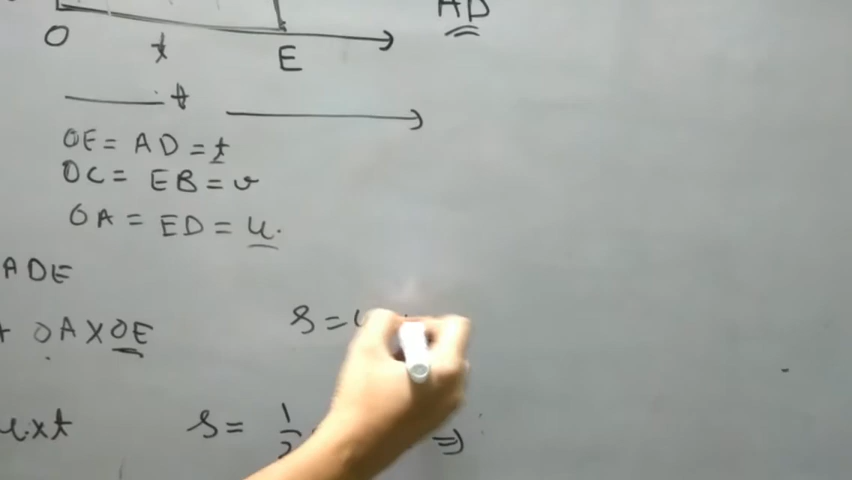 AD
O t E
t
OE = AD = t
OC = EB = v
OA = ED = u.
ADE
+ OA X OE
S = u
u x t S = 1/2 ⇒